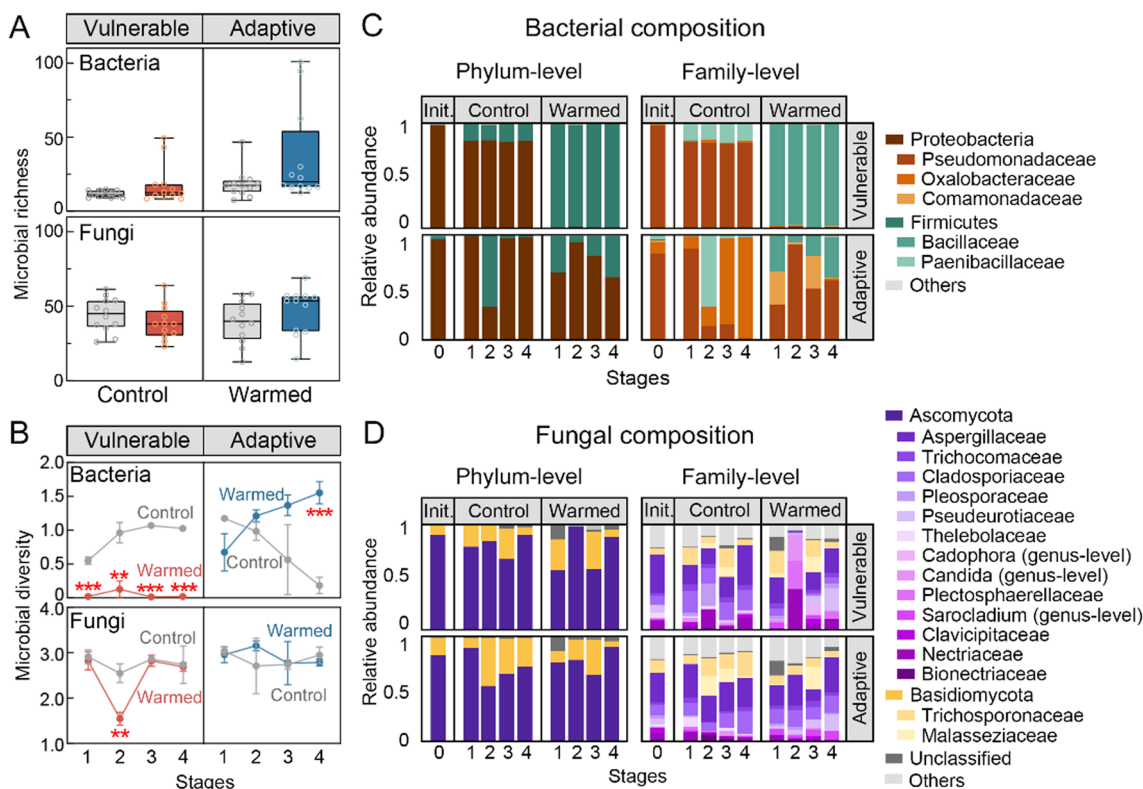 A
Vulnerable
Adaptive
Microbial richness
100
50
0
100
50
0
Bacteria
Fungi
Control
Warmed
B
Vulnerable
Adaptive
Microbial diversity
2.0
1.5
1.0
0.5
0.0
4.0
3.0
2.0
1.0
Bacteria
Control
Warmed
***
**
***
***
Warmed
Control
***
Fungi
Control
Warmed
**
Warmed
Control
1 2 3 4
1 2 3 4
Stages
C
Bacterial composition
Phylum-level
Family-level
Init.
Control
Warmed
Init.
Control
Warmed
Relative abundance
1
0.5
0
1
0.5
0
Vulnerable
Adaptive
0 1 2 3 4 1 2 3 4
0 1 2 3 4 1 2 3 4
Stages
Proteobacteria
Pseudomonadaceae
Oxalobacteraceae
Comamonadaceae
Firmicutes
Bacillaceae
Paenibacillaceae
Others
D
Fungal composition
Phylum-level
Family-level
Init.
Control
Warmed
Init.
Control
Warmed
Relative abundance
1
0.5
0
Relative abundance
1
0.5
0
Vulnerable
Adaptive
0 1 2 3 4 1 2 3 4
0 1 2 3 4 1 2 3 4
Stages
Ascomycota
Aspergillaceae
Trichocomaceae
Cladosporiaceae
Pleosporaceae
Pseudeurotiaceae
Thelebolaceae
Cadophora (genus-level)
Candida (genus-level)
Plectosphaerellaceae
Sarocladium (genus-level)
Clavicipitaceae
Nectriaceae
Bionectriaceae
Basidiomycota
Trichosporonaceae
Malasseziaceae
Unclassified
Others